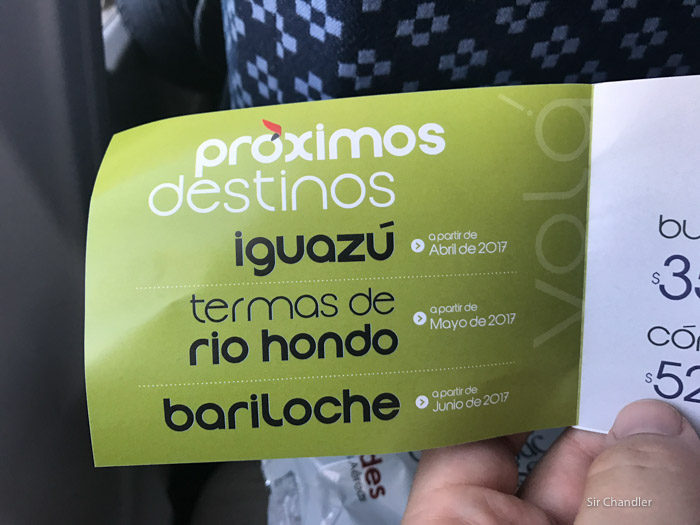 próximos
destinos
iguazú
a partir de
Abril de 2017
termas de
rio hondo
a partir de
Mayo de 2017
bariloche
a partir de
Junio de 2017
volá
Sir Chandler